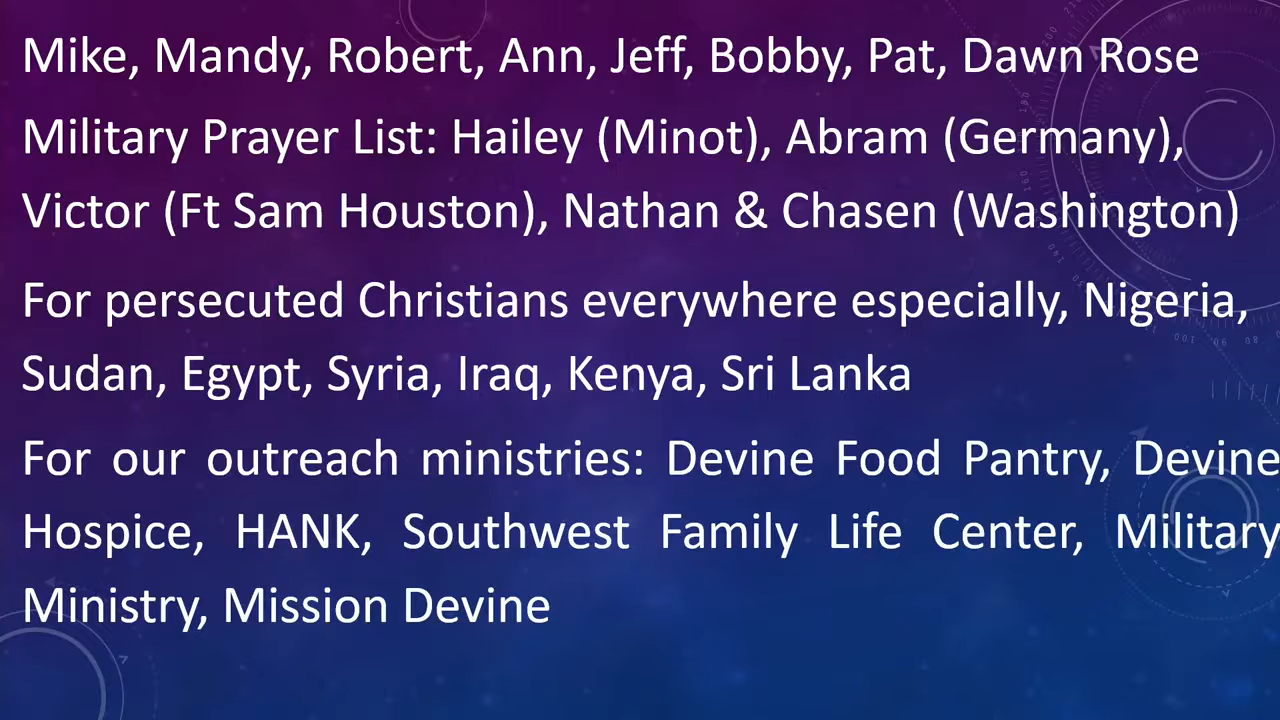 Mike, Mandy, Robert, Ann, Jeff, Bobby, Pat, Dawn Rose
Military Prayer List: Hailey (Minot), Abram (Germany),
Victor (Ft Sam Houston), Nathan & Chasen (Washington)
For persecuted Christians everywhere especially, Nigeria,
Sudan, Egypt, Syria, Iraq, Kenya, Sri Lanka
For our outreach ministries: Devine Food Pantry, Devine
Hospice, HANK, Southwest Family Life Center, Military
Ministry, Mission Devine